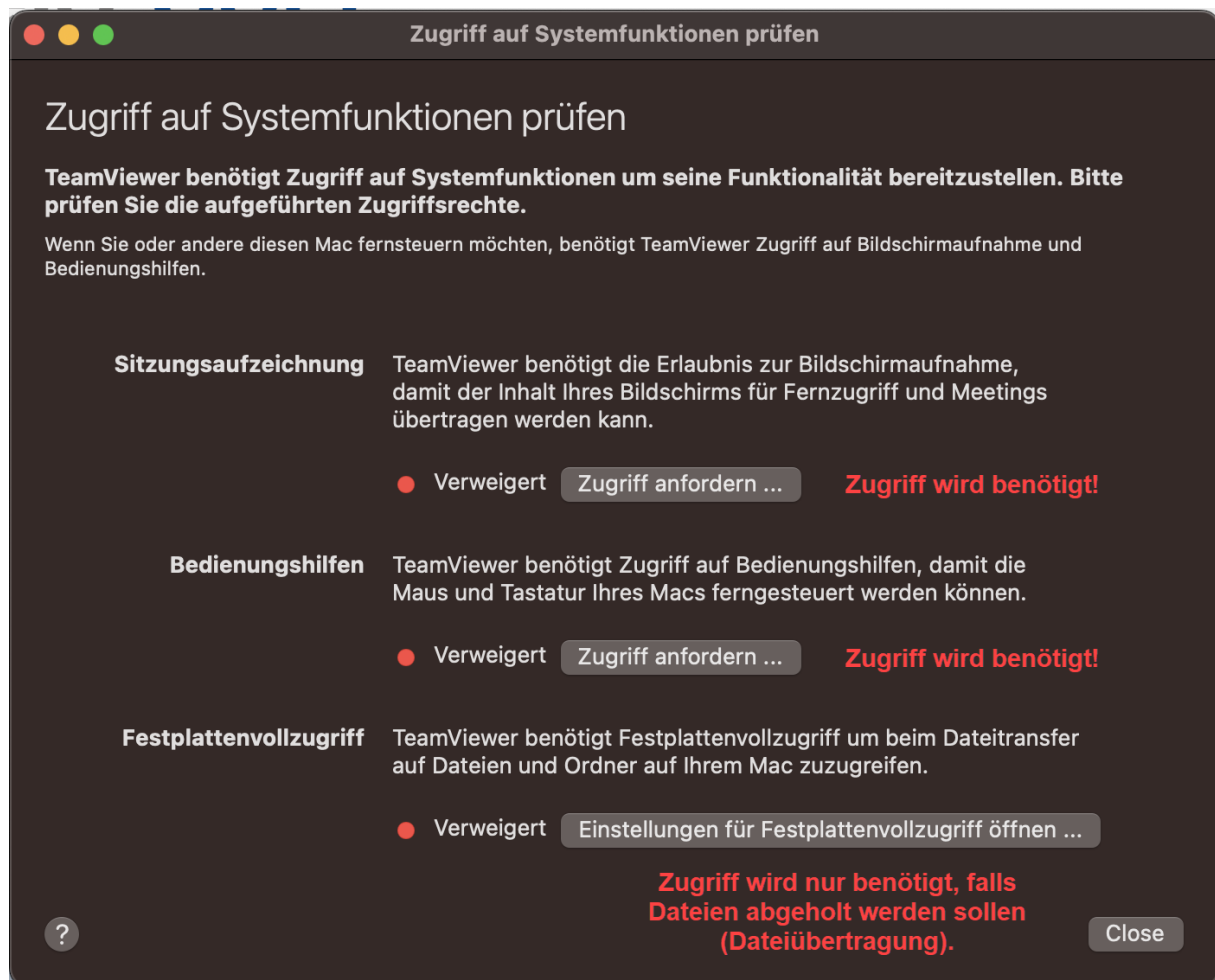 Zugriff auf Systemfunktionen prüfen
Zugriff auf Systemfunktionen prüfen
TeamViewer benötigt Zugriff auf Systemfunktionen um seine Funktionalität bereitzustellen. Bitte
prüfen Sie die aufgeführten Zugriffsrechte.
Wenn Sie oder andere diesen Mac fernsteuern möchten, benötigt TeamViewer Zugriff auf Bildschirmaufnahme und
Bedienungshilfen.
Sitzungsaufzeichnung TeamViewer benötigt die Erlaubnis zur Bildschirmaufnahme,
damit der Inhalt Ihres Bildschirms für Fernzugriff und Meetings
übertragen werden kann.
Verweigert Zugriff anfordern ... Zugriff wird benötigt!
Bedienungshilfen TeamViewer benötigt Zugriff auf Bedienungshilfen, damit die
Maus und Tastatur Ihres Macs ferngesteuert werden können.
Verweigert Zugriff anfordern ... Zugriff wird benötigt!
Festplattenvollzugriff TeamViewer benötigt Festplattenvollzugriff um beim Dateitransfer
auf Dateien und Ordner auf Ihrem Mac zuzugreifen.
Verweigert Einstellungen für Festplattenvollzugriff öffnen ...
Zugriff wird nur benötigt, falls
Dateien abgeholt werden sollen
(Dateiübertragung).
? Close